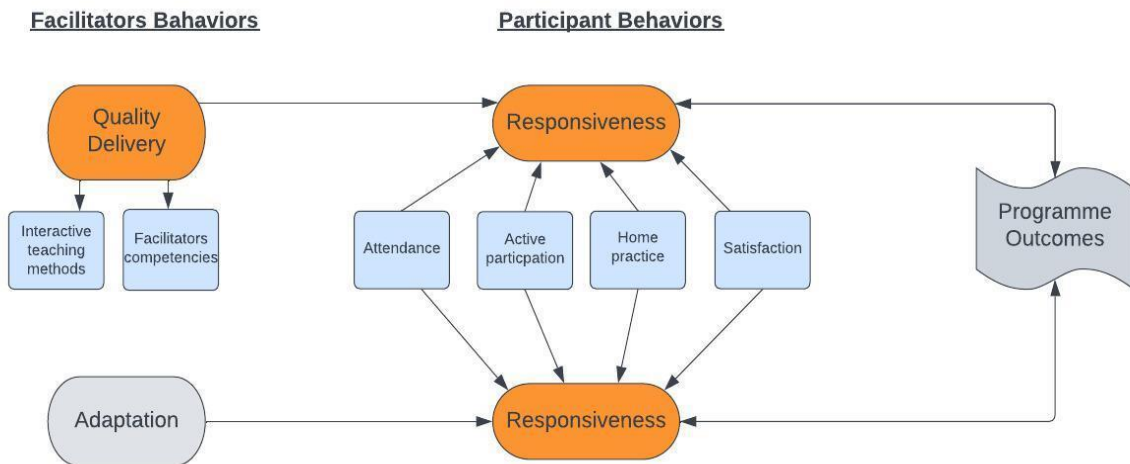 Facilitators Bahaviors
Participant Behaviors
Quality
Delivery
Responsiveness
Interactive
teaching
methods
Facilitators
competencies
Attendance
Active
particpation
Home
practice
Satisfaction
Programme
Outcomes
Adaptation
Responsiveness